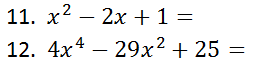 11. x² − 2x + 1 =
12. 4x⁴ − 29x² + 25 =